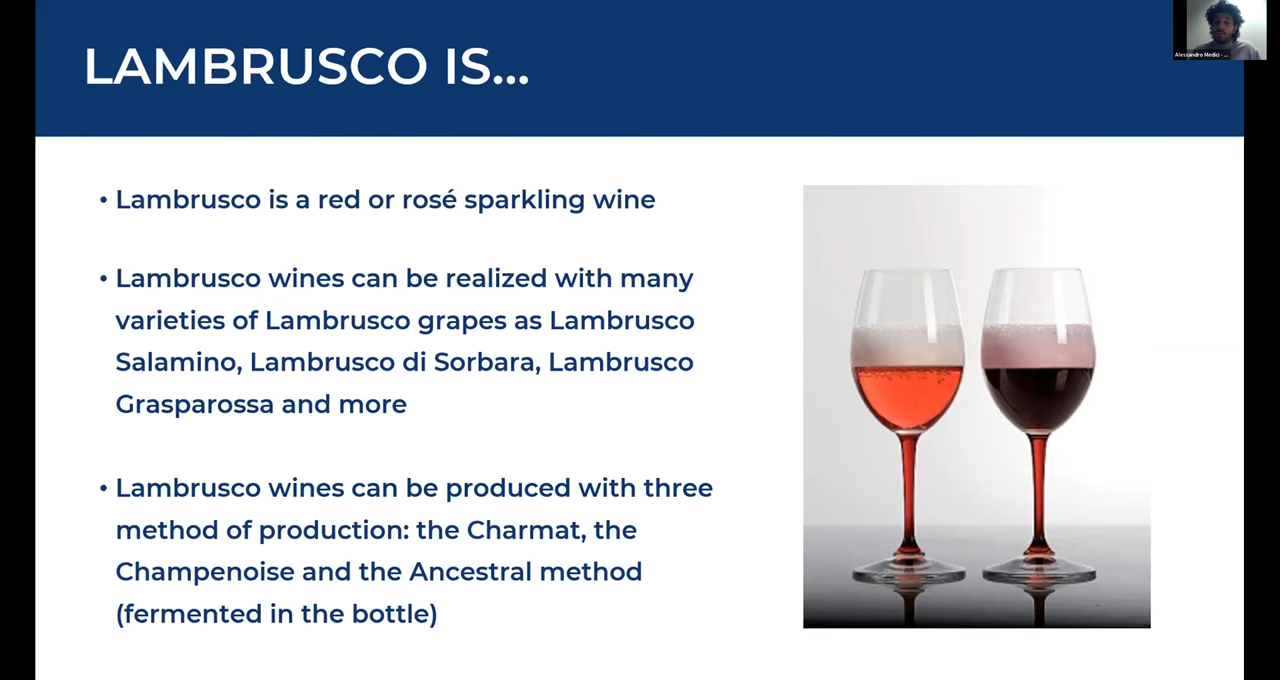 LAMBRUSCO IS...
Alessandro Medici - ...
• Lambrusco is a red or rosé sparkling wine
• Lambrusco wines can be realized with many
varieties of Lambrusco grapes as Lambrusco
Salamino, Lambrusco di Sorbara, Lambrusco
Grasparossa and more
• Lambrusco wines can be produced with three
method of production: the Charmat, the
Champenoise and the Ancestral method
(fermented in the bottle)